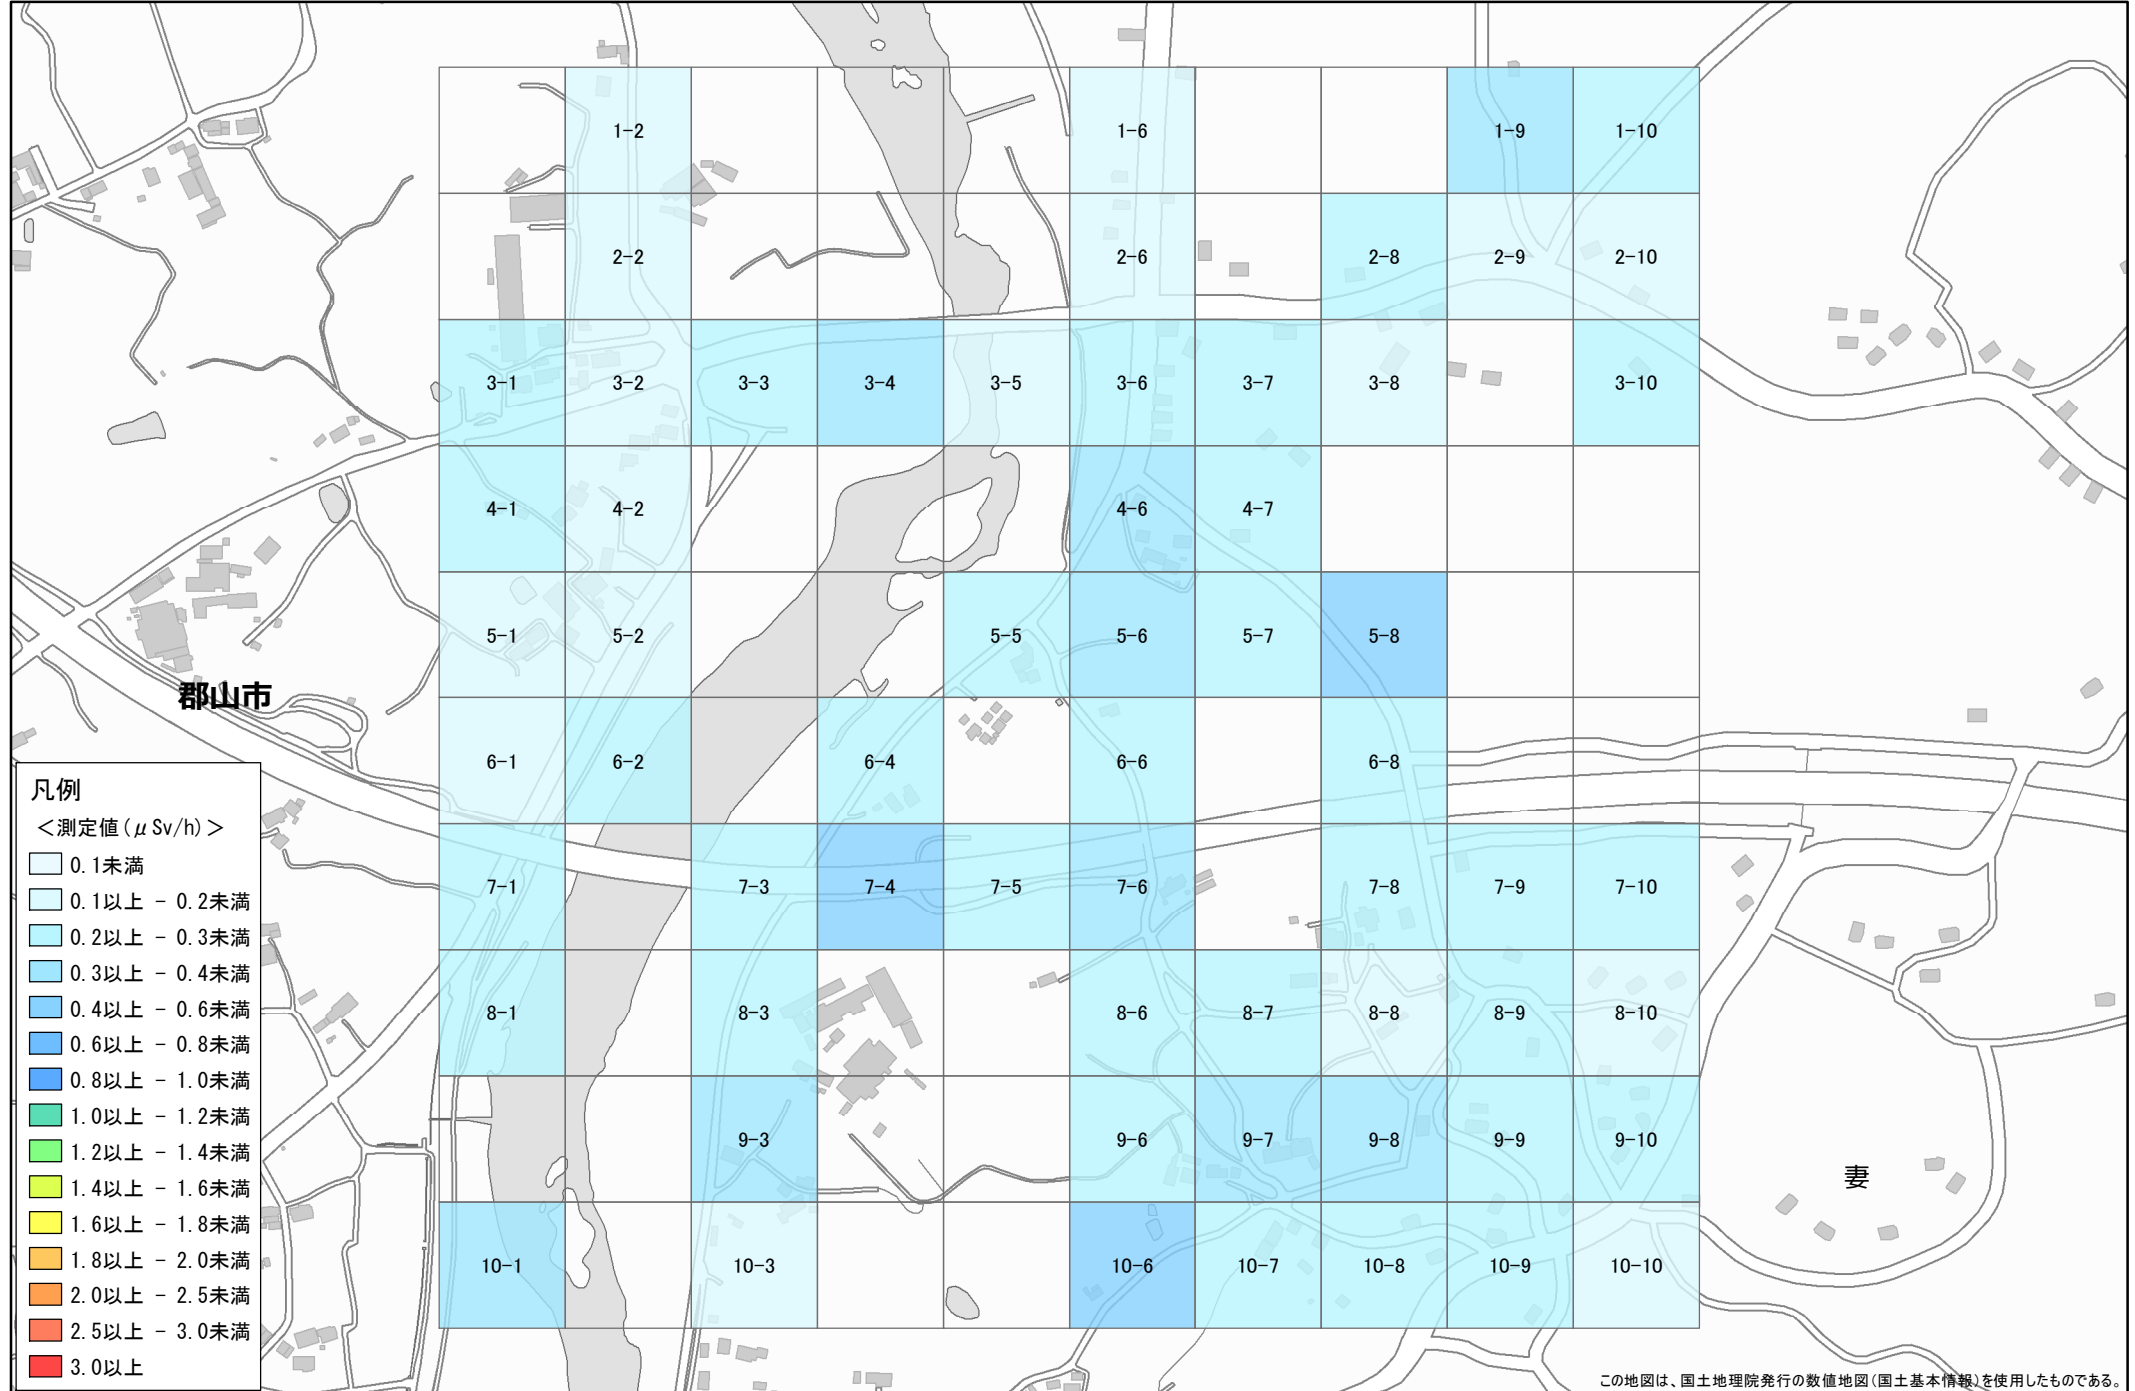 1-2 1-6 1-9 1-10
2-2 2-6 2-8 2-9 2-10
3-1 3-2 3-3 3-4 3-5 3-6 3-7 3-8 3-10
4-1 4-2 4-6 4-7
5-1 5-2 5-5 5-6 5-7 5-8
郡山市
6-1 6-2 6-4 6-6 6-8
7-1 7-3 7-4 7-5 7-6 7-8 7-9 7-10
8-1 8-3 8-6 8-7 8-8 8-9 8-10
9-3 9-6 9-7 9-8 9-9 9-10
妻
10-1 10-3 10-6 10-7 10-8 10-9 10-10
凡例
＜測定値(μSv/h)＞
0.1未満
0.1以上 - 0.2未満
0.2以上 - 0.3未満
0.3以上 - 0.4未満
0.4以上 - 0.6未満
0.6以上 - 0.8未満
0.8以上 - 1.0未満
1.0以上 - 1.2未満
1.2以上 - 1.4未満
1.4以上 - 1.6未満
1.6以上 - 1.8未満
1.8以上 - 2.0未満
2.0以上 - 2.5未満
2.5以上 - 3.0未満
3.0以上
この地図は、国土地理院発行の数値地図(国土基本情報)を使用したものである。